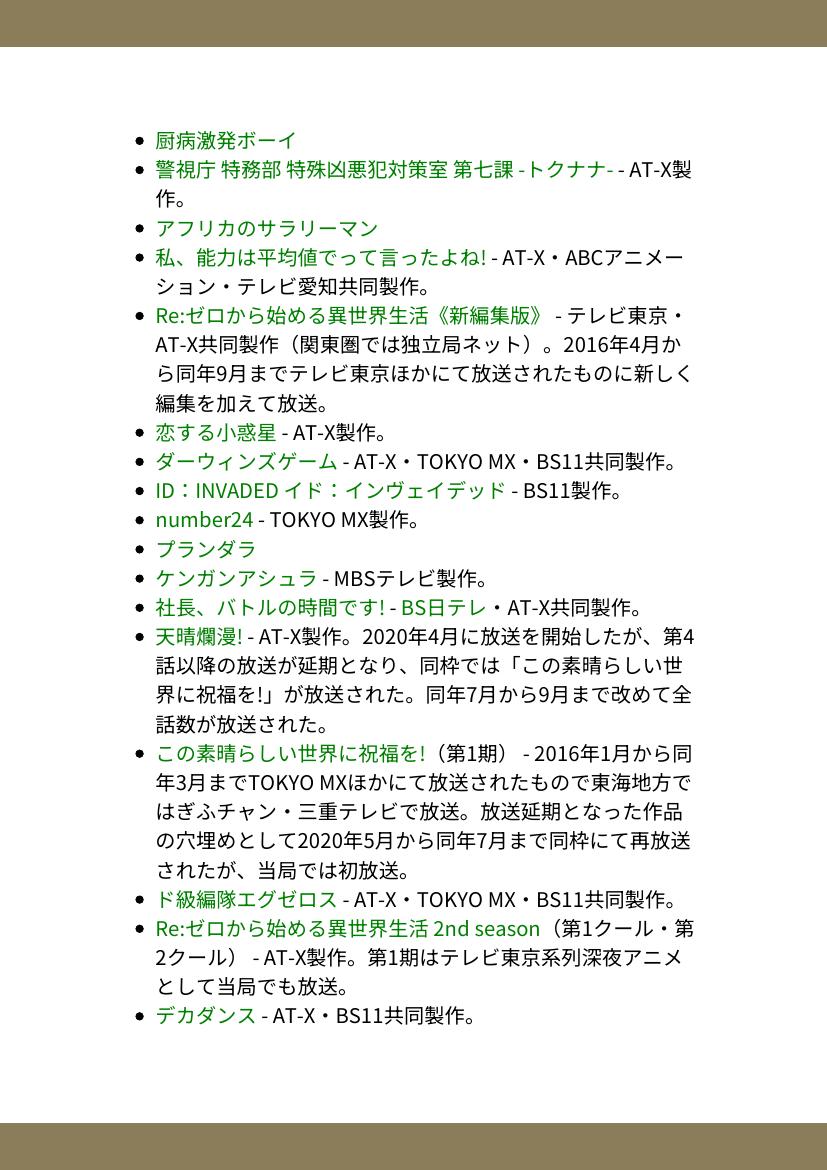 厨病激発ボーイ
警視庁 特務部 特殊凶悪犯対策室 第七課 -トクナナ- - AT-X製
作。
アフリカのサラリーマン
私、能力は平均値でって言ったよね! - AT-X・ABCアニメー
ション・テレビ愛知共同製作。
Re:ゼロから始める異世界生活《新編集版》 - テレビ東京・
AT-X共同製作（関東圏では独立局ネット）。2016年4月か
ら同年9月までテレビ東京ほかにて放送されたものに新しく
編集を加えて放送。
恋する小惑星 - AT-X製作。
ダーウィンズゲーム - AT-X・TOKYO MX・BS11共同製作。
ID：INVADED イド：インヴェイデッド - BS11製作。
number24 - TOKYO MX製作。
プランダラ
ケンガンアシュラ - MBSテレビ製作。
社長、バトルの時間です! - BS日テレ・AT-X共同製作。
天晴爛漫! - AT-X製作。2020年4月に放送を開始したが、第4
話以降の放送が延期となり、同枠では「この素晴らしい世
界に祝福を!」が放送された。同年7月から9月まで改めて全
話数が放送された。
この素晴らしい世界に祝福を!（第1期） - 2016年1月から同
年3月までTOKYO MXほかにて放送されたもので東海地方で
はぎふチャン・三重テレビで放送。放送延期となった作品
の穴埋めとして2020年5月から同年7月まで同枠にて再放送
されたが、当局では初放送。
ド級編隊エグゼロス - AT-X・TOKYO MX・BS11共同製作。
Re:ゼロから始める異世界生活 2nd season（第1クール・第
2クール） - AT-X製作。第1期はテレビ東京系列深夜アニメ
として当局でも放送。
デカダンス - AT-X・BS11共同製作。